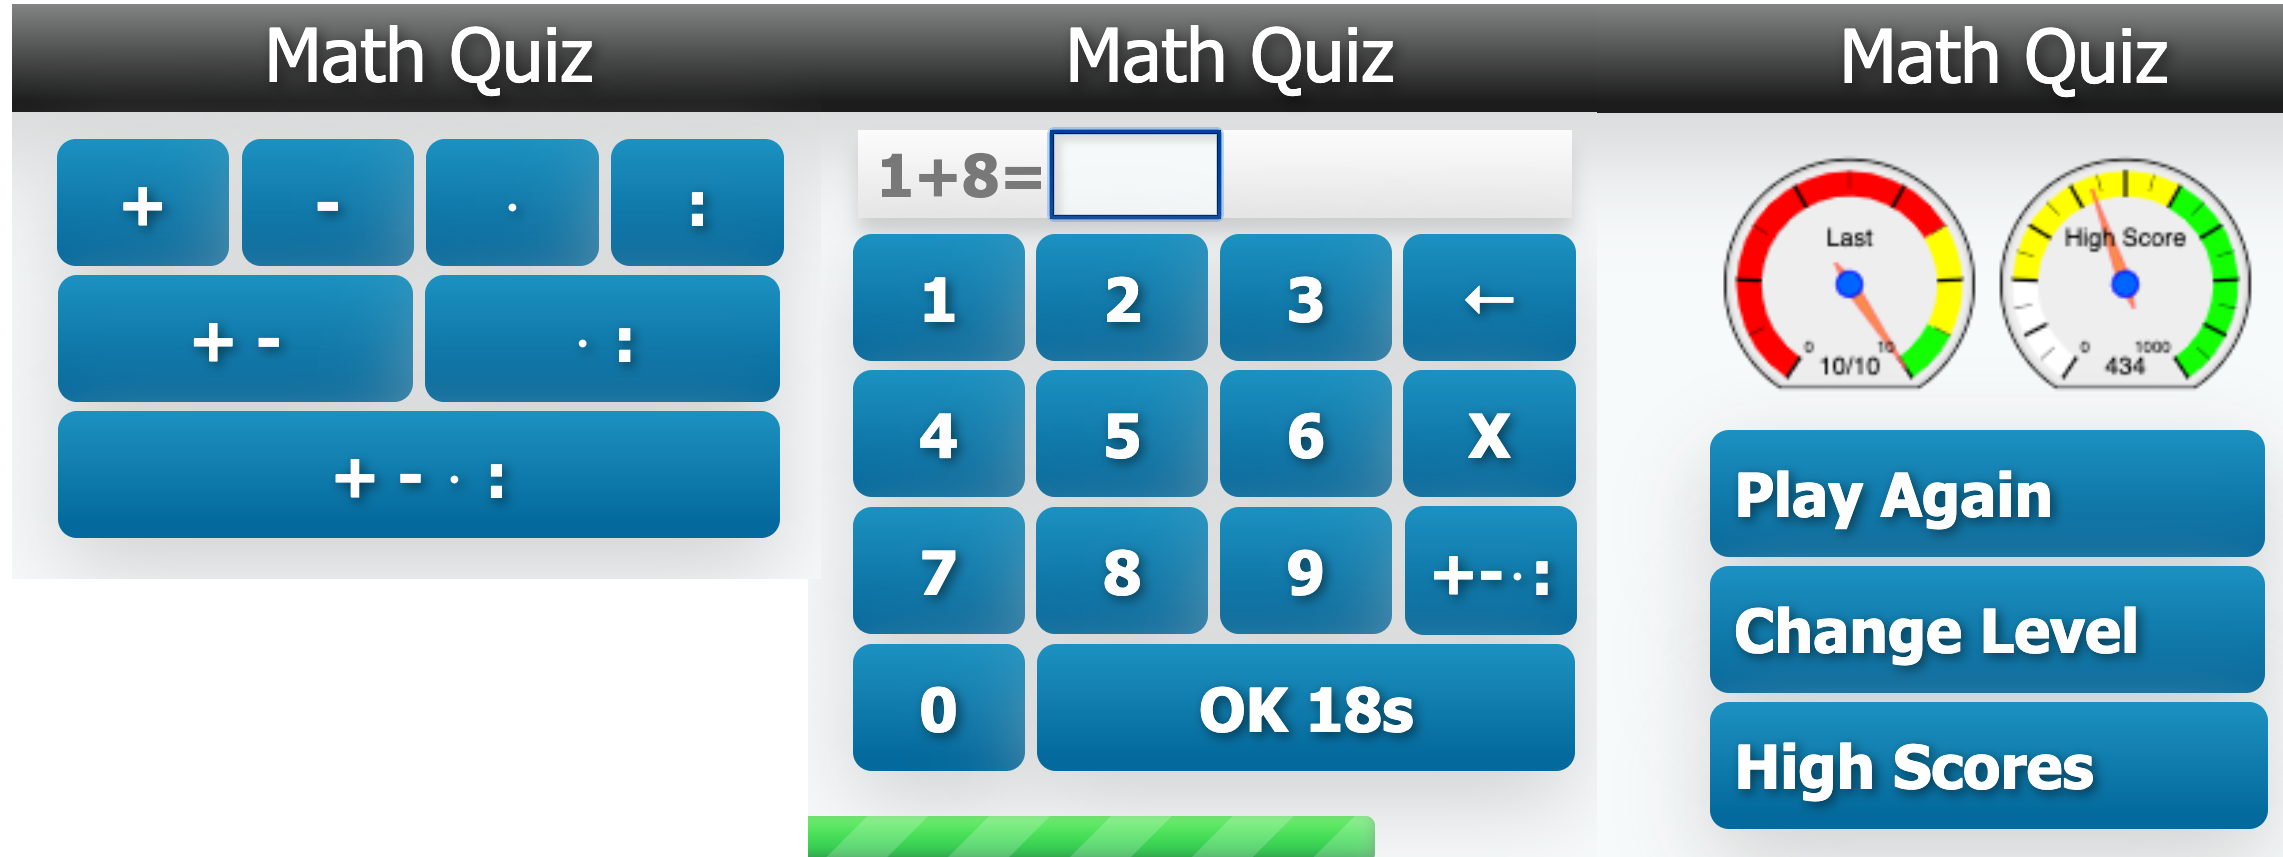 Math Quiz
+ - · :
+ - · :
+ - · :
Math Quiz
1+8=
1 2 3 ←
4 5 6 X
7 8 9 +-·:
0 OK 18s
Math Quiz
Last High Score
0 10 0 1000
10/10 434
Play Again
Change Level
High Scores